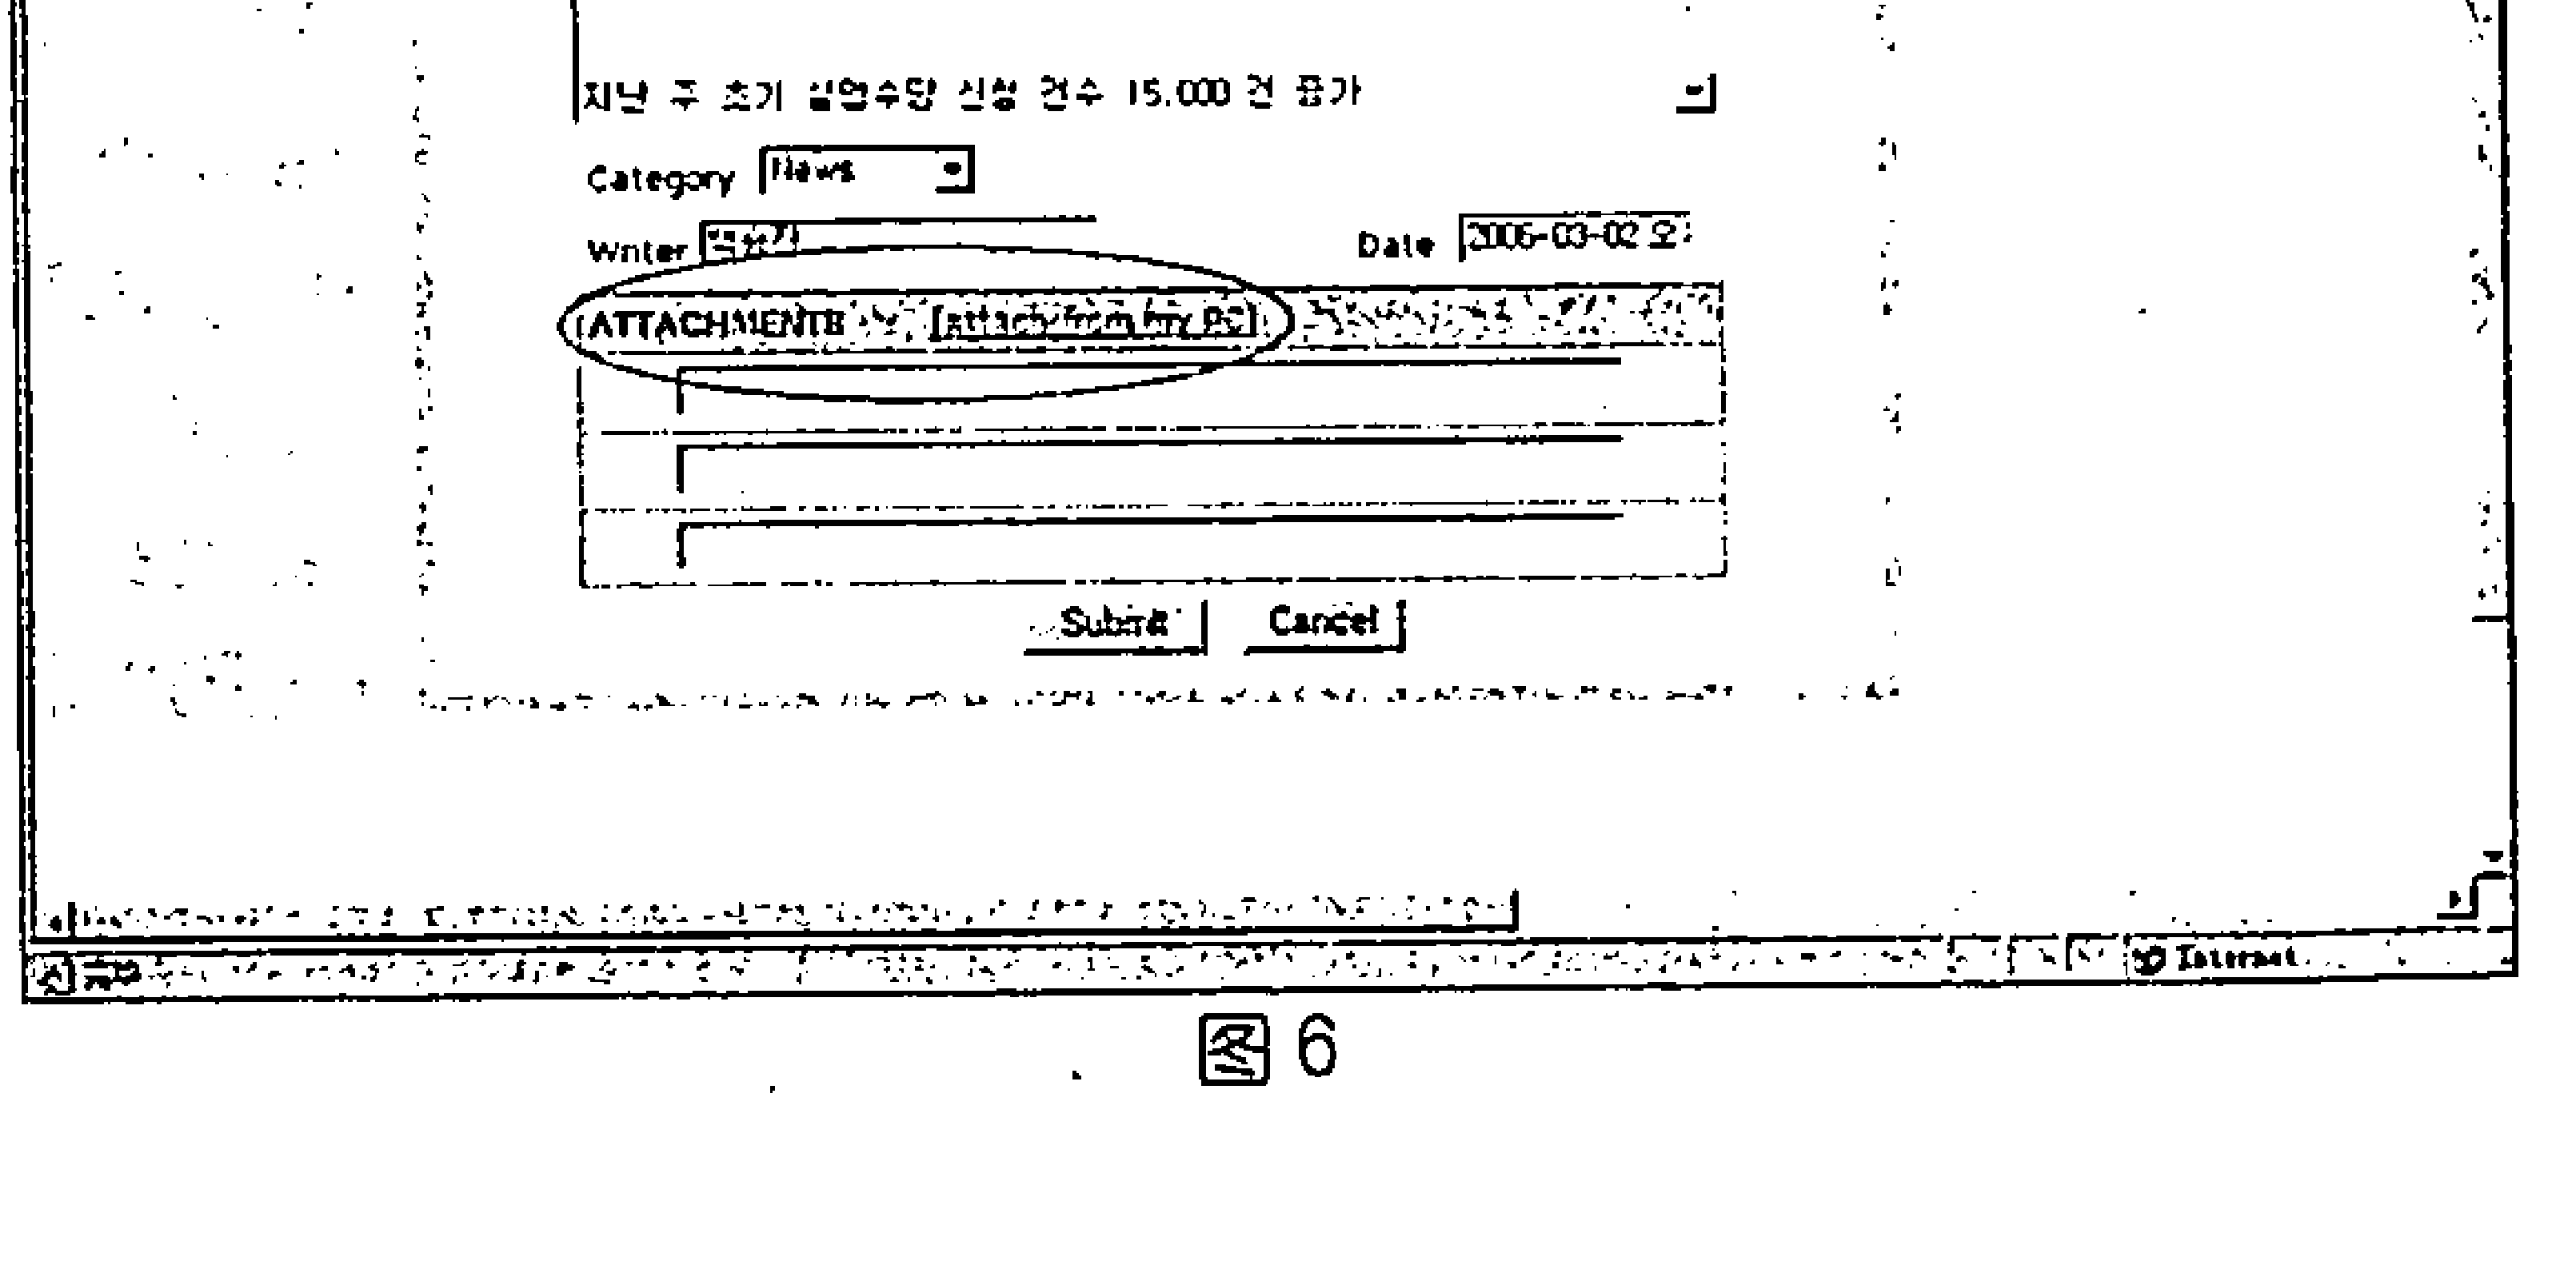 지난 주 초기 실업수당 신청 건수 15.000 건 증가
Category News
Writer
Date 2006-03-02 오
ATTACHMENTS [attach from my PC]
Submit Cancel
Internet
图 6